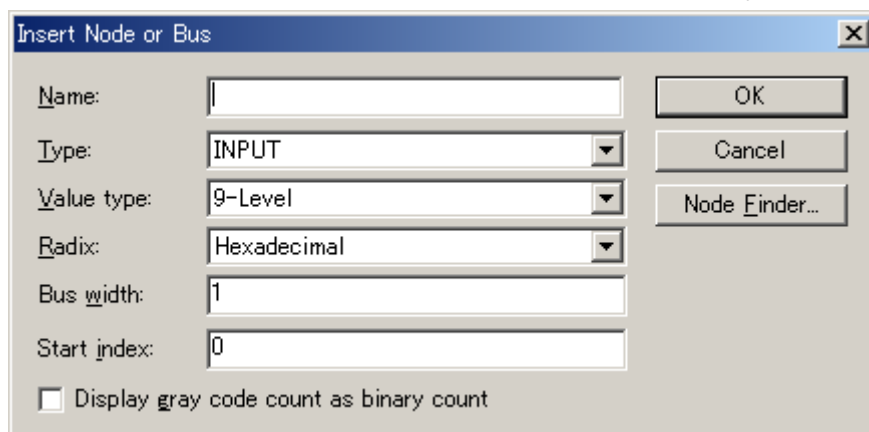 Insert Node or Bus
Name:
OK
Type: INPUT
Cancel
Value type: 9-Level
Node Finder...
Radix: Hexadecimal
Bus width: 1
Start index: 0
Display gray code count as binary count